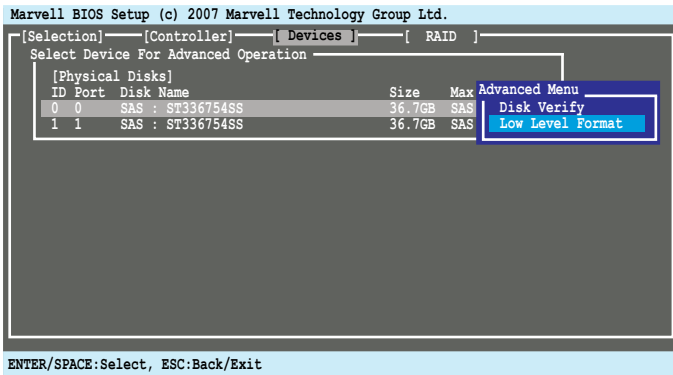 Marvell BIOS Setup (c) 2007 Marvell Technology Group Ltd.
[Selection] [Controller] [ Devices ] [ RAID ]
Select Device For Advanced Operation
[Physical Disks]
ID Port Disk Name Size Max Advanced Menu
0 0 SAS : ST336754SS 36.7GB SAS Disk Verify
1 1 SAS : ST336754SS 36.7GB SAS Low Level Format
ENTER/SPACE:Select, ESC:Back/Exit